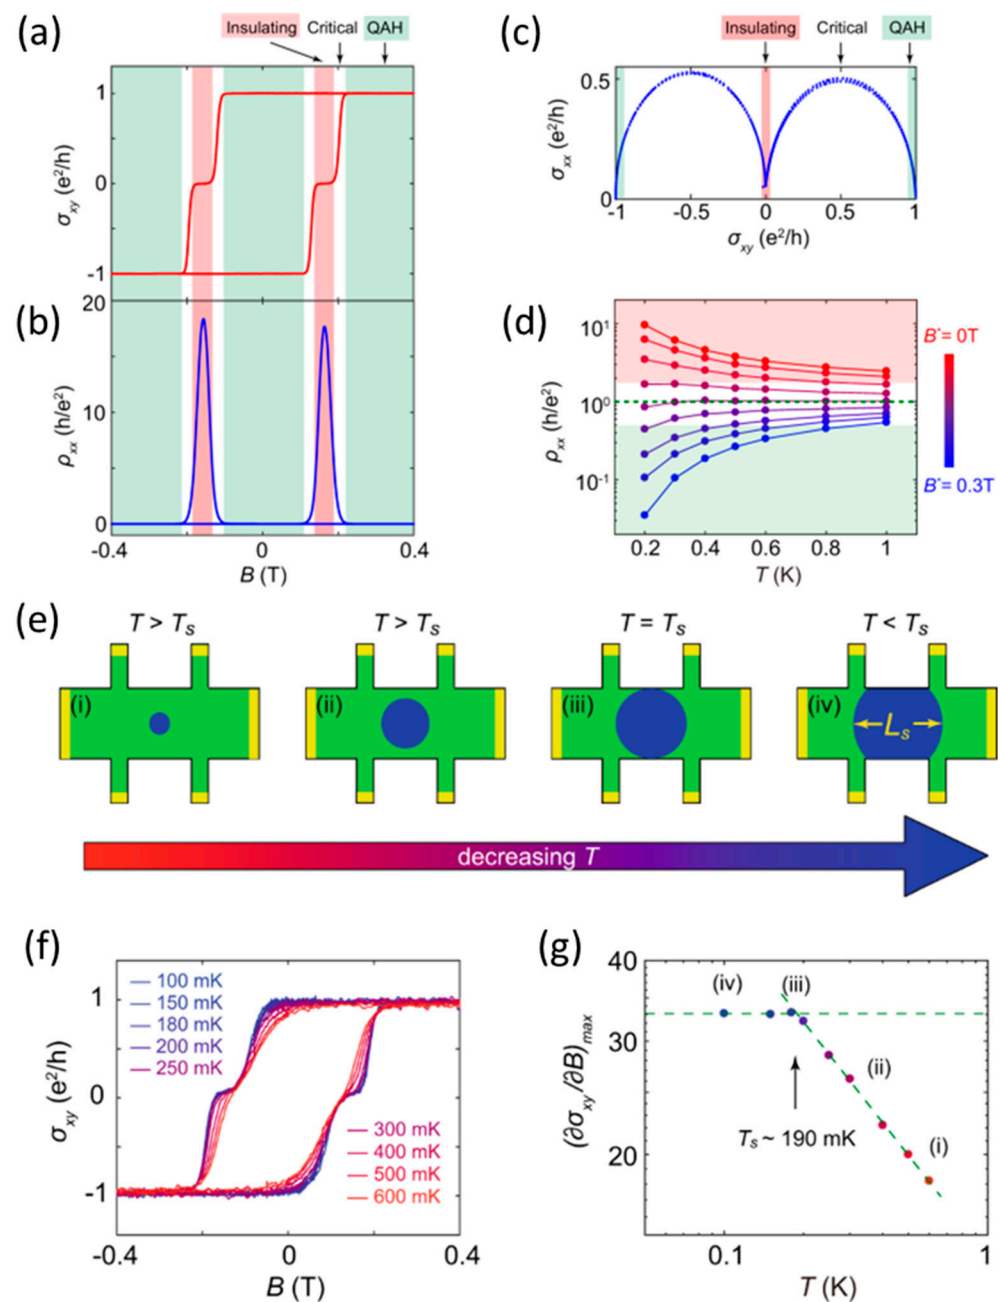 (a)
Insulating Critical QAH
σxy (e²/h)
1
0
-1
(b)
ρxx (h/e²)
20
10
0
-0.4 0 0.4
B (T)
(c)
Insulating Critical QAH
σxx (e²/h)
0.5
0
-1 -0.5 0 0.5 1
σxy (e²/h)
(d)
ρxx (h/e²)
10¹
10⁰
10⁻¹
0.2 0.4 0.6 0.8 1
T (K)
B* = 0T
B* = 0.3T
(e)
T > Ts T > Ts T = Ts T < Ts
(i) (ii) (iii) (iv)
Ls
decreasing T
(f)
σxy (e²/h)
1
0
-1
100 mK
150 mK
180 mK
200 mK
250 mK
300 mK
400 mK
500 mK
600 mK
-0.4 0 0.4
B (T)
(g)
(∂σxy/∂B)max
40
30
20
(iv) (iii)
(ii)
(i)
Ts ~ 190 mK
0.1 1
T (K)